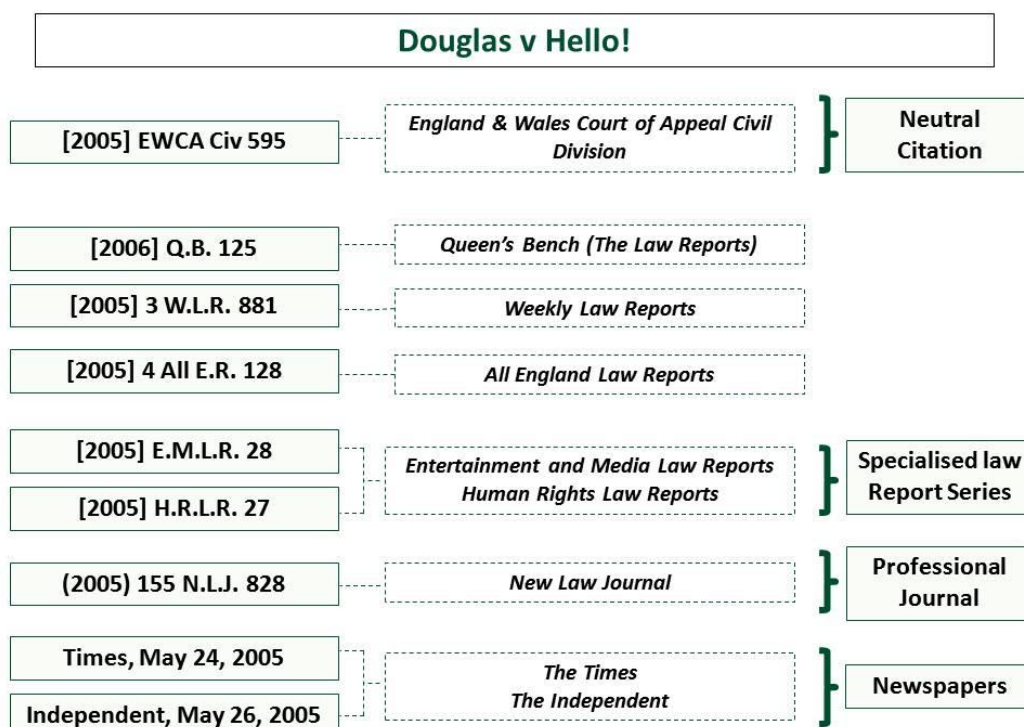 Douglas v Hello!
[2005] EWCA Civ 595
England & Wales Court of Appeal Civil
Division
Neutral
Citation
[2006] Q.B. 125
Queen's Bench (The Law Reports)
[2005] 3 W.L.R. 881
Weekly Law Reports
[2005] 4 All E.R. 128
All England Law Reports
[2005] E.M.L.R. 28
[2005] H.R.L.R. 27
Entertainment and Media Law Reports
Human Rights Law Reports
Specialised law
Report Series
(2005) 155 N.L.J. 828
New Law Journal
Professional
Journal
Times, May 24, 2005
Independent, May 26, 2005
The Times
The Independent
Newspapers